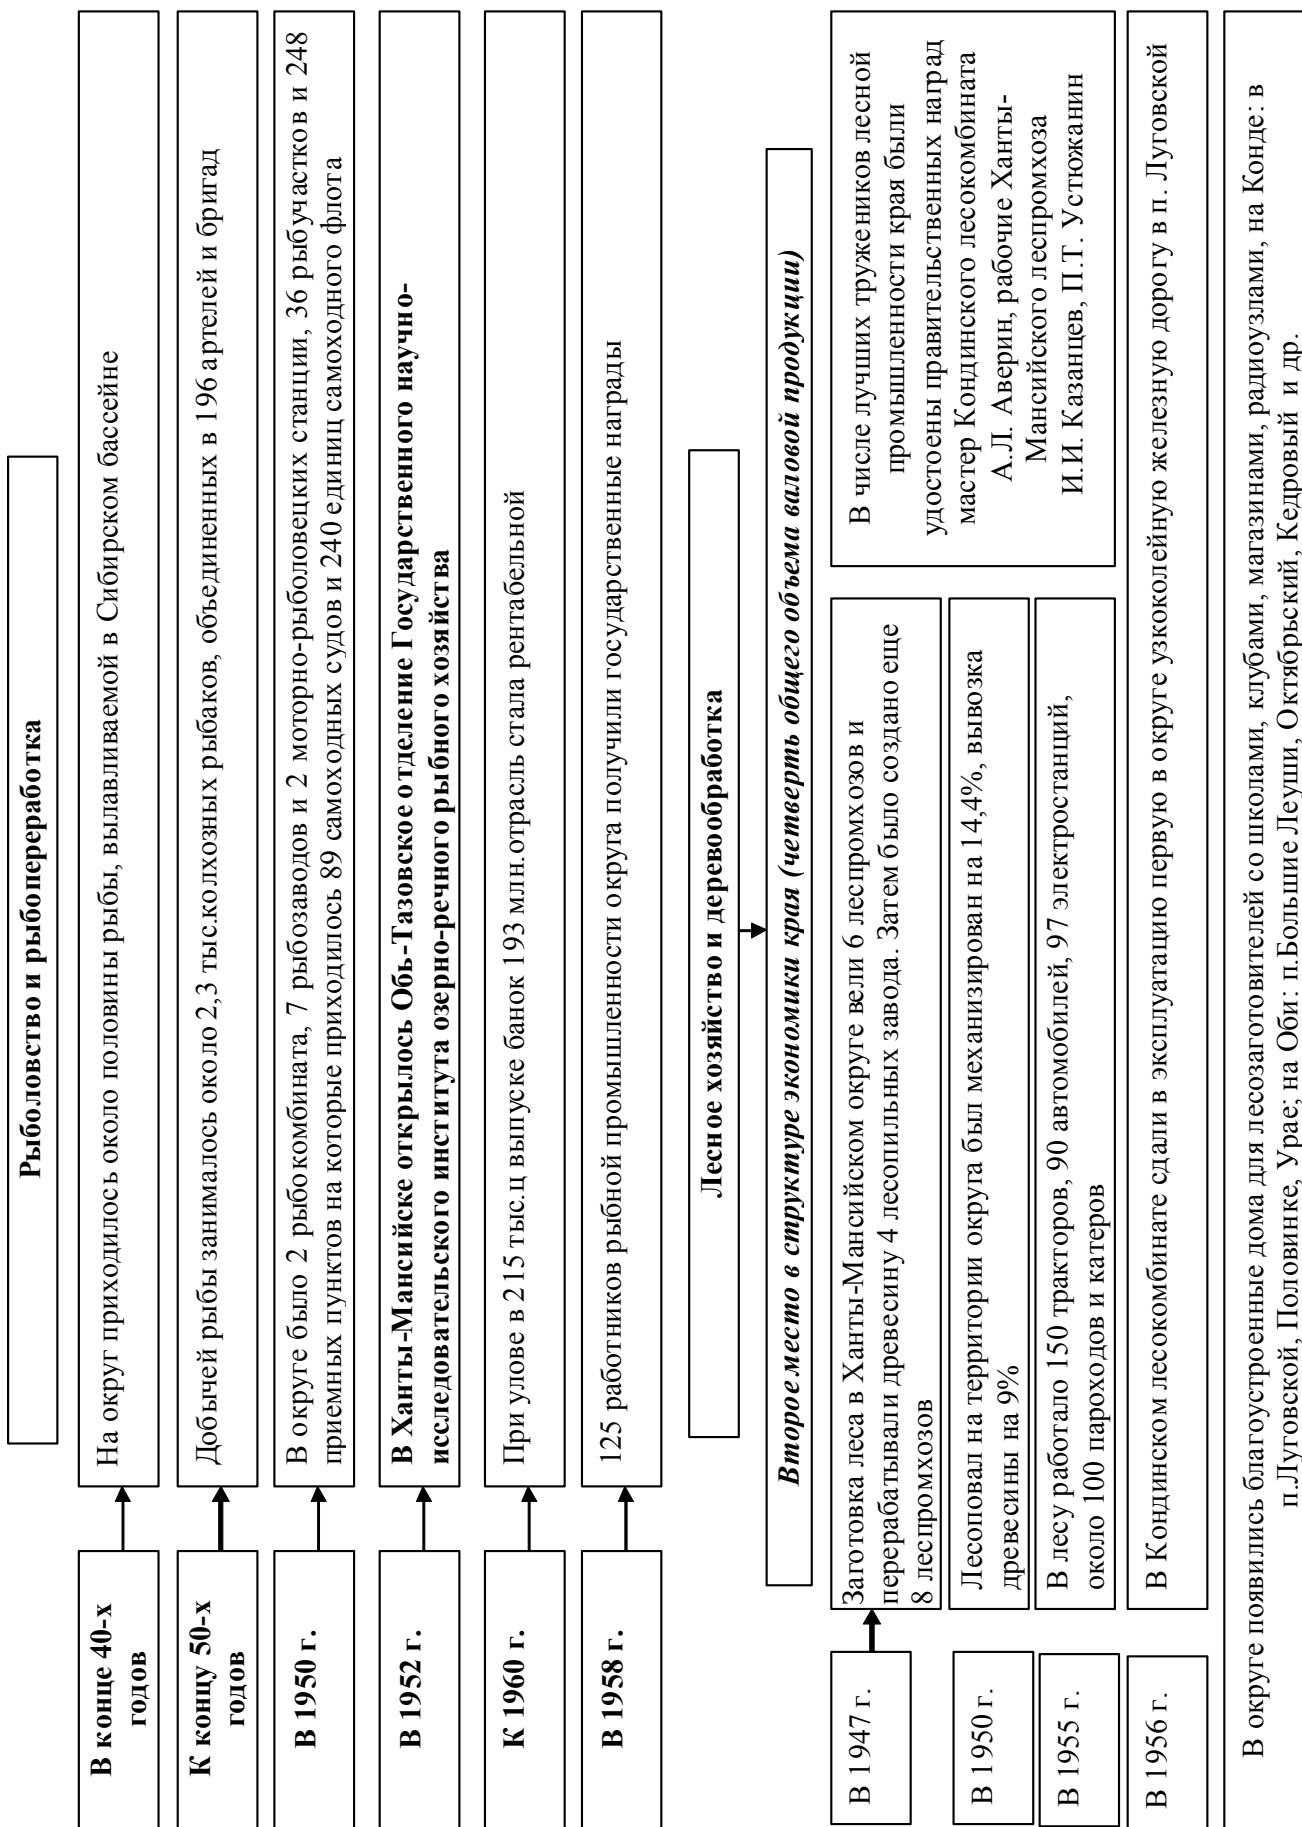 Рыболовство и рыбопереработка
В конце 40-х
годов
На округ приходилось около половины рыбы, вылавливаемой в Сибирском бассейне
К концу 50-х
годов
Добычей рыбы занималось около 2,3 тыс.колхозных рыбаков, объединенных в 196 артелей и бригад
В 1950 г.
В округе было 2 рыбокомбината, 7 рыбозаводов и 2 моторно-рыболовецких станции, 36 рыбучастков и 248
приемных пунктов на которые приходилось 89 самоходных судов и 240 единиц самоходного флота
В 1952 г.
В Ханты-Мансийске открылось Обь-Тазовское отделение Государственного научно-
исследовательского института озерно-речного рыбного хозяйства
К 1960 г.
При улове в 215 тыс.ц выпуске банок 193 млн.отрасль стала рентабельной
В 1958 г.
125 работников рыбной промышленности округа получили государственные награды
Лесное хозяйство и деревообработка
Второе место в структуре экономики края (четверть общего объема валовой продукции)
В 1947 г.
Заготовка леса в Ханты-Мансийском округе вели 6 леспромхозов и
перерабатывали древесину 4 лесопильных завода. Затем было создано еще
8 леспромхозов
В 1950 г.
Лесоповал на территории округа был механизирован на 14,4%, вывозка
древесины на 9%
В 1955 г.
В лесу работало 150 тракторов, 90 автомобилей, 97 электростанций,
около 100 пароходов и катеров
В числе лучших тружеников лесной
промышленности края были
удостоены правительственных наград
мастер Кондинского лесокомбината
А.Л. Аверин, рабочие Ханты-
Мансийского леспромхоза
И.И. Казанцев, П.Т. Устюжанин
В 1956 г.
В Кондинском лесокомбинате сдали в эксплуатацию первую в округе узкоколейную железную дорогу в п. Луговской
В округе появились благоустроенные дома для лесозаготовителей со школами, клубами, магазинами, радиоузлами, на Конде: в
п.Луговской, Половинке, Урае; на Оби: п.Большие Леуши, Октябрьский, Кедровый и др.